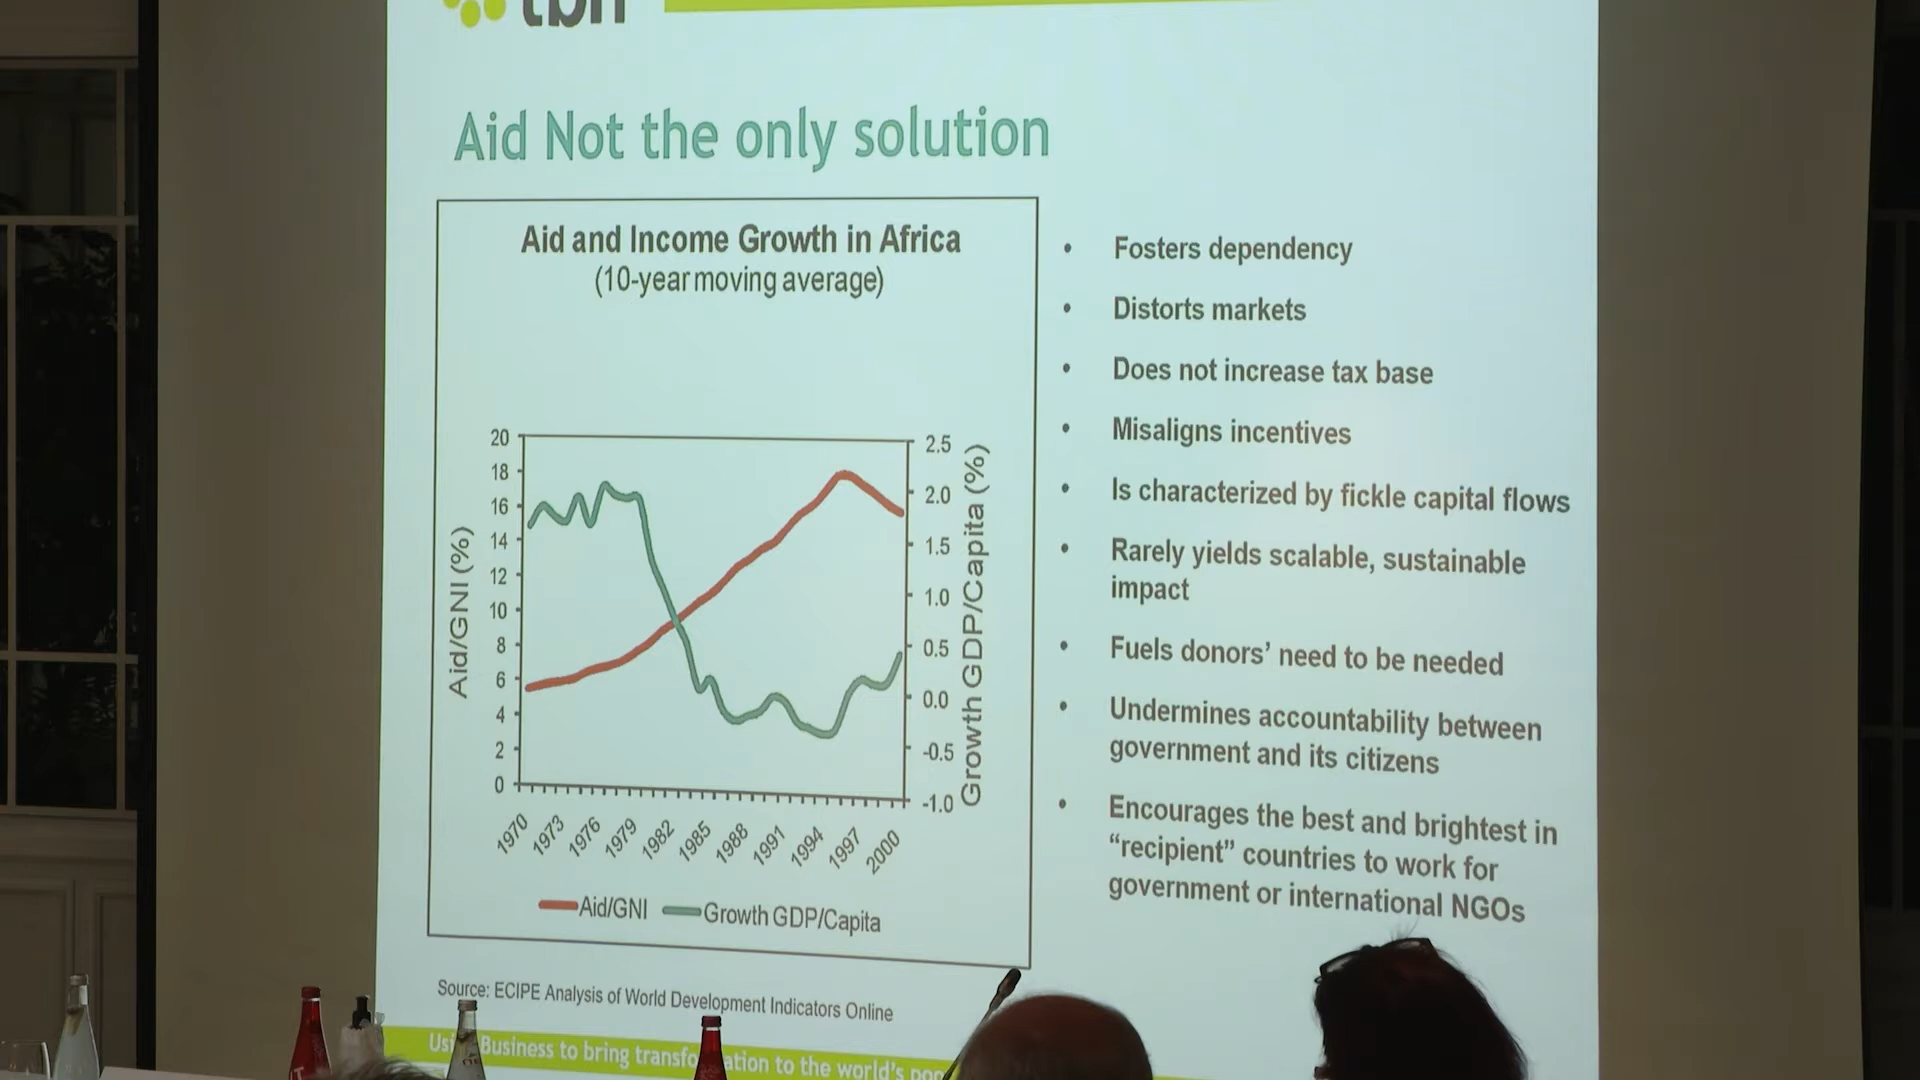 tbn
Aid Not the only solution
Aid and Income Growth in Africa
(10-year moving average)
20
18
16
14
12
10
8
6
4
2
0
Aid/GNI (%)
2.5
2.0
1.5
1.0
0.5
0.0
-0.5
-1.0
Growth GDP/Capita (%)
1970
1973
1976
1979
1982
1985
1988
1991
1994
1997
2000
Aid/GNI
Growth GDP/Capita
Source: ECIPE Analysis of World Development Indicators Online
• Fosters dependency
• Distorts markets
• Does not increase tax base
• Misaligns incentives
• Is characterized by fickle capital flows
• Rarely yields scalable, sustainable
impact
• Fuels donors’ need to be needed
• Undermines accountability between
government and its citizens
• Encourages the best and brightest in
“recipient” countries to work for
government or international NGOs
Business to bring to the world’s